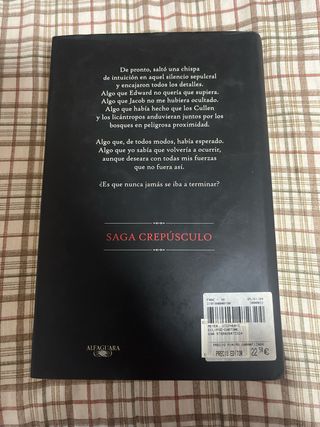 De pronto, saltó una chispa
de intuición en aquel silencio sepulcral
y encajaron todos los detalles.
Algo que Edward no quería que supiera.
Algo que Jacob no me hubiera ocultado.
Algo que había hecho que los Cullen
y los licántropos anduvieran juntos por los
bosques en peligrosa proximidad.
Algo que, de todos modos, había esperado.
Algo que yo sabía que volvería a ocurrir,
aunque deseara con todas mis fuerzas
que no fuera así.
¿Es que nunca jamás se iba a terminar?
SAGA CREPÚSCULO
ALFAGUARA
PRECIO EDITOR
22,50 €